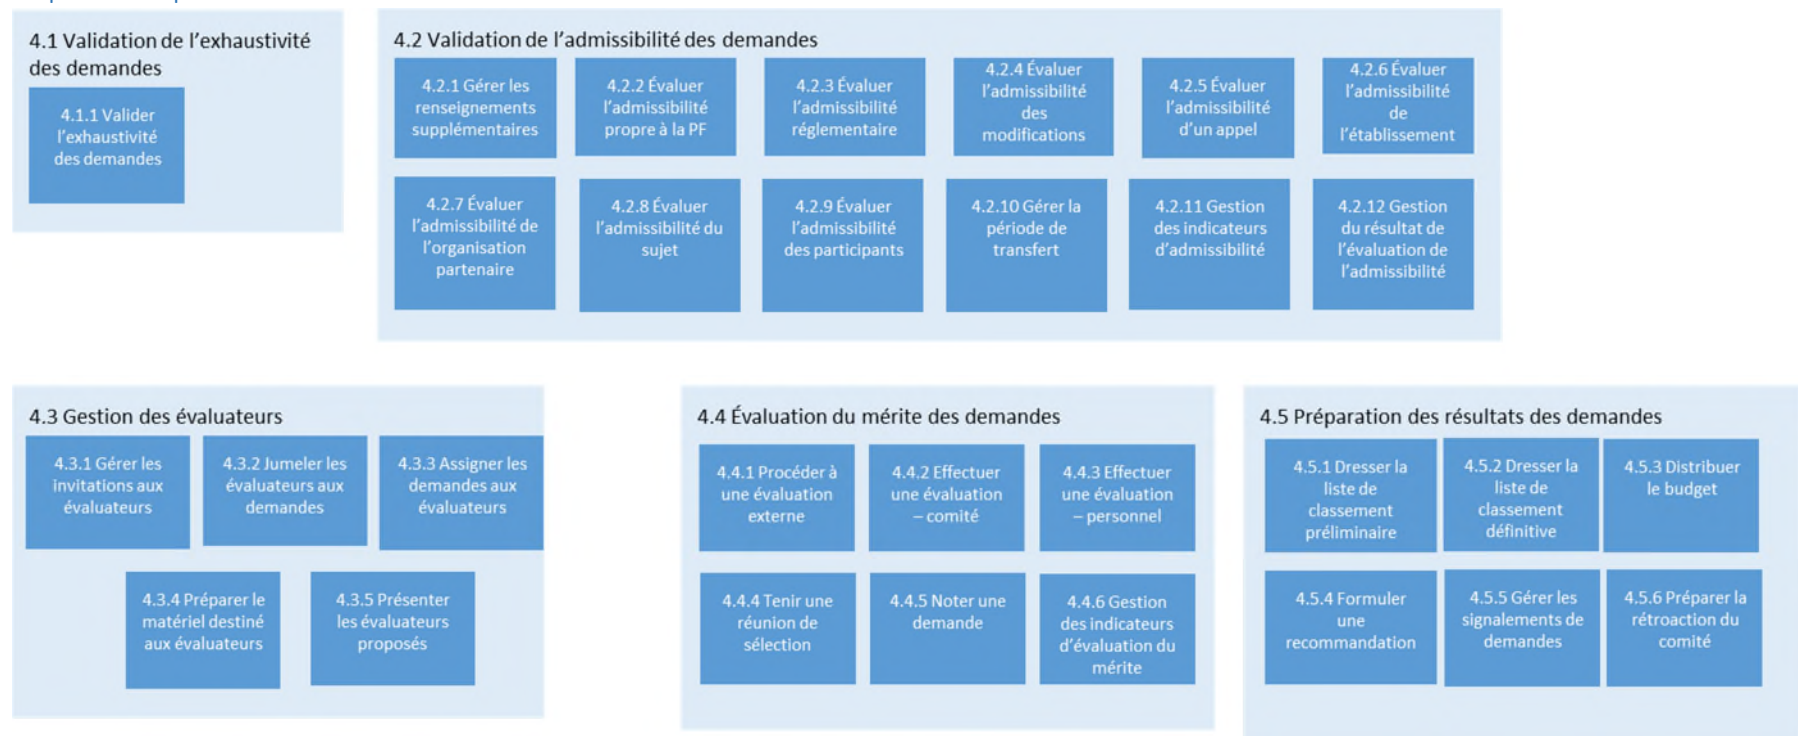 4.1 Validation de l’exhaustivité
des demandes
4.1.1 Valider
l’exhaustivité
des demandes
4.2 Validation de l’admissibilité des demandes
4.2.1 Gérer les
renseignements
supplémentaires
4.2.2 Évaluer
l’admissibilité
propre à la PF
4.2.3 Évaluer
l’admissibilité
réglementaire
4.2.4 Évaluer
l’admissibilité
des
modifications
4.2.5 Évaluer
l’admissibilité
d’un appel
4.2.6 Évaluer
l’admissibilité
de
l’établissement
4.2.7 Évaluer
l’admissibilité de
l’organisation
partenaire
4.2.8 Évaluer
l’admissibilité du
sujet
4.2.9 Évaluer
l’admissibilité
des participants
4.2.10 Gérer la
période de
transfert
4.2.11 Gestion
des indicateurs
d’admissibilité
4.2.12 Gestion
du résultat de
l’évaluation de
l’admissibilité
4.3 Gestion des évaluateurs
4.3.1 Gérer les
invitations aux
évaluateurs
4.3.2 Jumeler les
évaluateurs aux
demandes
4.3.3 Assigner les
demandes aux
évaluateurs
4.3.4 Préparer le
matériel destiné
aux évaluateurs
4.3.5 Présenter
les évaluateurs
proposés
4.4 Évaluation du mérite des demandes
4.4.1 Procéder à
une évaluation
externe
4.4.2 Effectuer
une évaluation
– comité
4.4.3 Effectuer
une évaluation
– personnel
4.4.4 Tenir une
réunion de
sélection
4.4.5 Noter une
demande
4.4.6 Gestion
des indicateurs
d’évaluation du
mérite
4.5 Préparation des résultats des demandes
4.5.1 Dresser la
liste de
classement
préliminaire
4.5.2 Dresser la
liste de
classement
définitive
4.5.3 Distribuer
le budget
4.5.4 Formuler
une
recommandation
4.5.5 Gérer les
signalements de
demandes
4.5.6 Préparer la
rétroaction du
comité